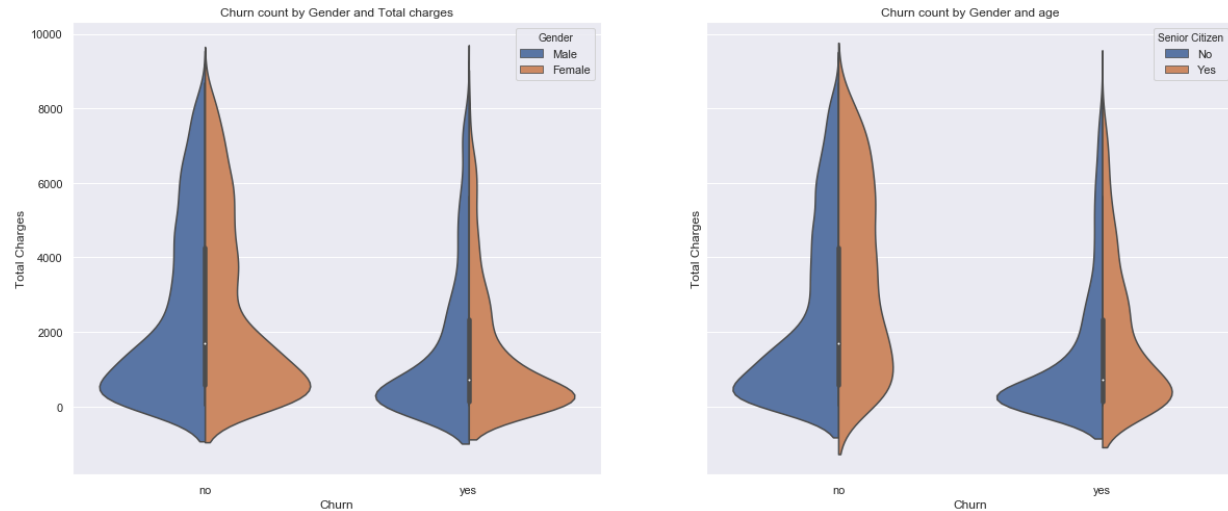 Churn count by Gender and Total charges
10000
8000
6000
4000
2000
0
Total Charges
Gender
Male
Female
no
yes
Churn
Churn count by Gender and age
Total Charges
Senior Citizen
No
Yes
no
yes
Churn